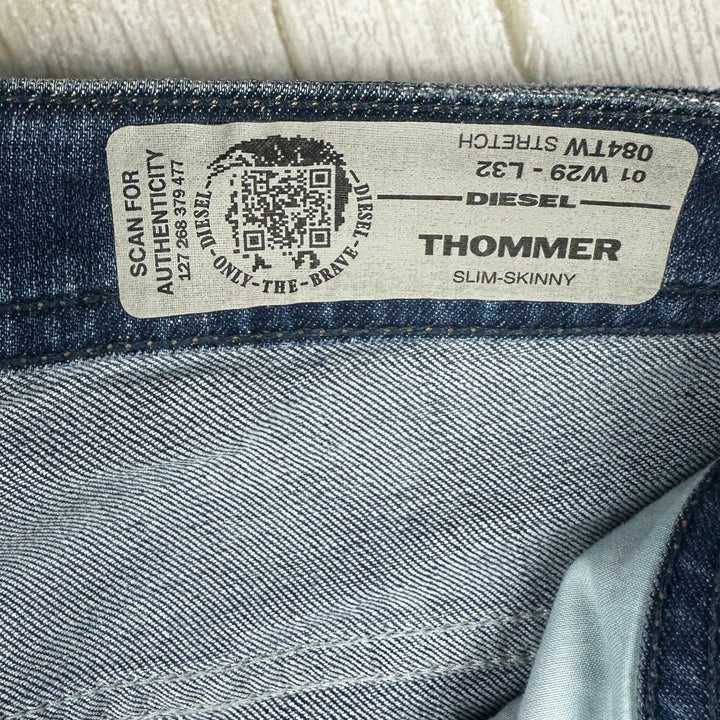 SCAN FOR
AUTHENTICITY
127 268 379 477
DIESEL-ONLY-THE-BRAVE-DIESEL
084TW STRETCH
01 W29 - L32
DIESEL
THOMMER
SLIM-SKINNY